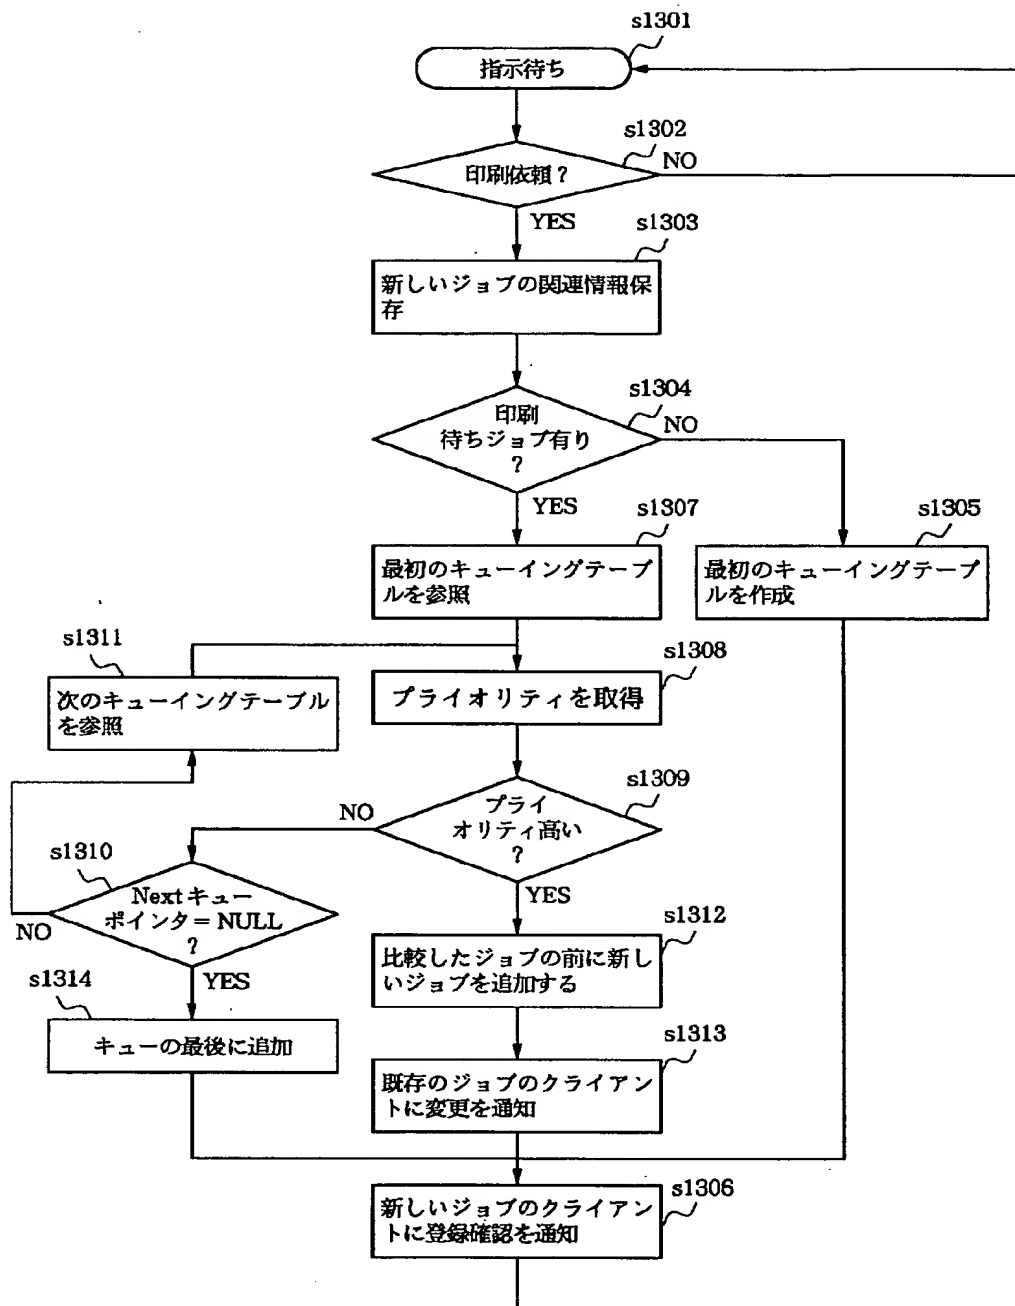 s1301
指示待ち
s1302
印刷依頼？
NO
YES
s1303
新しいジョブの関連情報保
存
s1304
印刷
待ちジョブ有り
？
NO
YES
s1307
最初のキューイングテーブ
ルを参照
s1305
最初のキューイングテーブ
ルを作成
s1311
次のキューイングテーブル
を参照
s1308
プライオリティを取得
s1309
プライ
オリティ高い
？
NO
YES
s1310
Nextキュー
ポインタ＝NULL
？
NO
YES
s1312
比較したジョブの前に新し
いジョブを追加する
s1314
キューの最後に追加
s1313
既存のジョブのクライアン
トに変更を通知
s1306
新しいジョブのクライアン
トに登録確認を通知